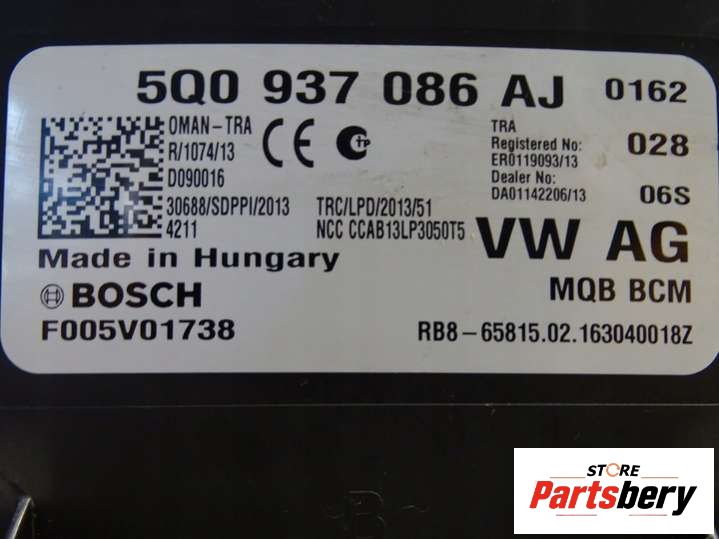 5Q0 937 086 AJ 0162
OMAN-TRA
R/1074/13
D090016
30688/SDPPI/2013
4211
CE
TP
TRC/LPD/2013/51
NCC CCAB13LP3050T5
TRA
Registered No:
ER0119093/13
Dealer No:
DA01142206/13
028
06S
VW AG
Made in Hungary
MQB BCM
BOSCH
F005V01738
RB8-65815.02.163040018Z
B
STORE
Partsbery